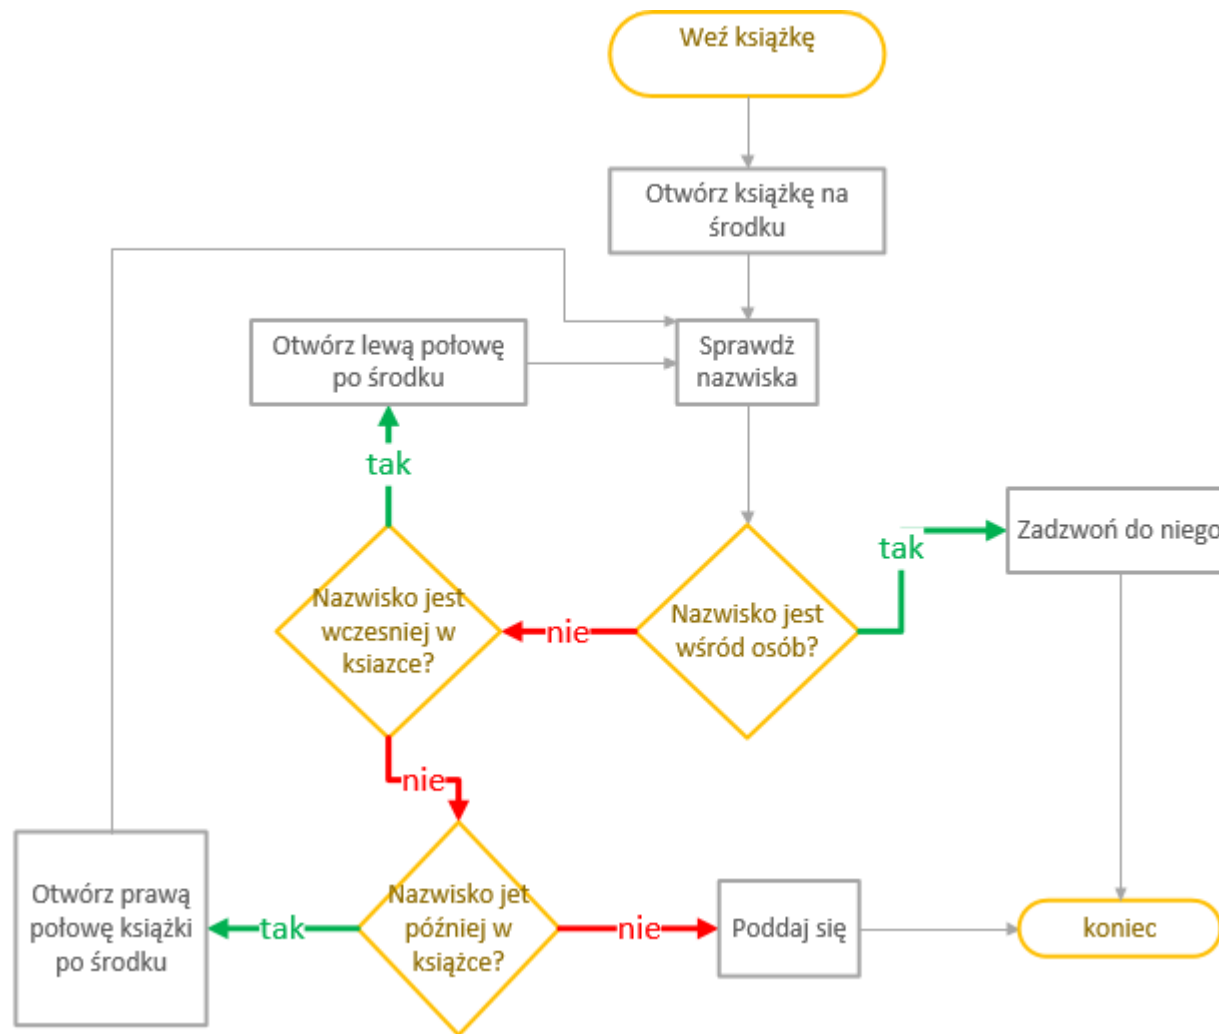 Weź książkę
Otwórz książkę na
środku
Otwórz lewą połowę
po środku
Sprawdż
nazwiska
tak
Zadzwoń do niego
tak
Nazwisko jest
wczesniej w
ksiazce?
nie
Nazwisko jest
wśród osób?
nie
Otwórz prawą
połowę książki
po środku
tak
Nazwisko jet
później w
książce?
nie
Poddaj się
koniec